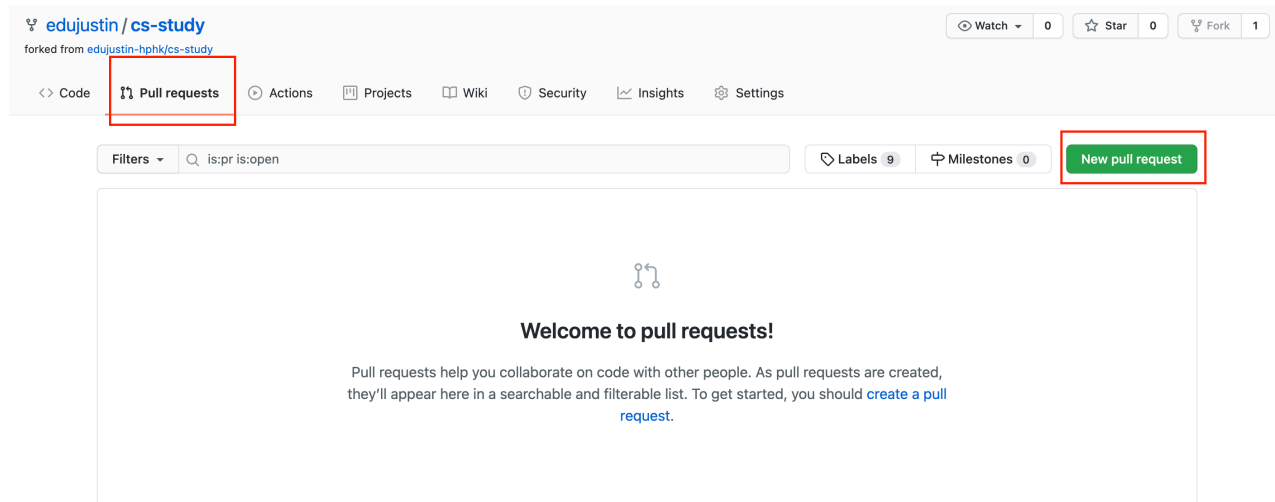 edujustin / cs-study
Watch 0
Star 0
Fork 1
forked from edujustin-hphk/cs-study
Code
Pull requests
Actions
Projects
Wiki
Security
Insights
Settings
Filters
is:pr is:open
Labels 9
Milestones 0
New pull request
Welcome to pull requests!
Pull requests help you collaborate on code with other people. As pull requests are created,
they’ll appear here in a searchable and filterable list. To get started, you should create a pull
request.